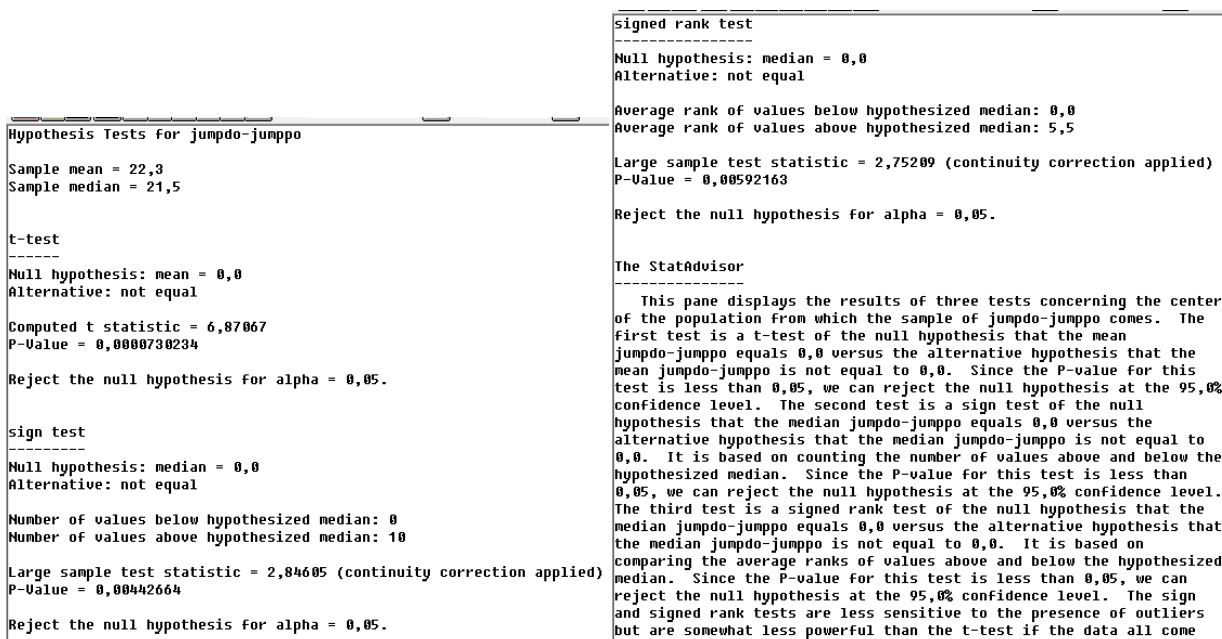 Hypothesis Tests for jumpdo-jumppo
Sample mean = 22,3
Sample median = 21,5
t-test
------
Null hypothesis: mean = 0,0
Alternative: not equal
Computed t statistic = 6,87067
P-Value = 0,0000730234
Reject the null hypothesis for alpha = 0,05.
sign test
---------
Null hypothesis: median = 0,0
Alternative: not equal
Number of values below hypothesized median: 0
Number of values above hypothesized median: 10
Large sample test statistic = 2,84605 (continuity correction applied)
P-Value = 0,00442664
Reject the null hypothesis for alpha = 0,05.
signed rank test
----------------
Null hypothesis: median = 0,0
Alternative: not equal
Average rank of values below hypothesized median: 0,0
Average rank of values above hypothesized median: 5,5
Large sample test statistic = 2,75209 (continuity correction applied)
P-Value = 0,00592163
Reject the null hypothesis for alpha = 0,05.
The StatAdvisor
---------------
This pane displays the results of three tests concerning the center
of the population from which the sample of jumpdo-jumppo comes.  The
first test is a t-test of the null hypothesis that the mean
jumpdo-jumppo equals 0,0 versus the alternative hypothesis that the
mean jumpdo-jumppo is not equal to 0,0.  Since the P-value for this
test is less than 0,05, we can reject the null hypothesis at the 95,0%
confidence level.  The second test is a sign test of the null
hypothesis that the median jumpdo-jumppo equals 0,0 versus the
alternative hypothesis that the median jumpdo-jumppo is not equal to
0,0.  It is based on counting the number of values above and below the
hypothesized median.  Since the P-value for this test is less than
0,05, we can reject the null hypothesis at the 95,0% confidence level.
The third test is a signed rank test of the null hypothesis that the
median jumpdo-jumppo equals 0,0 versus the alternative hypothesis that
the median jumpdo-jumppo is not equal to 0,0.  It is based on
comparing the average ranks of values above and below the hypothesized
median.  Since the P-value for this test is less than 0,05, we can
reject the null hypothesis at the 95,0% confidence level.  The sign
and signed rank tests are less sensitive to the presence of outliers
but are somewhat less powerful than the t-test if the data all come